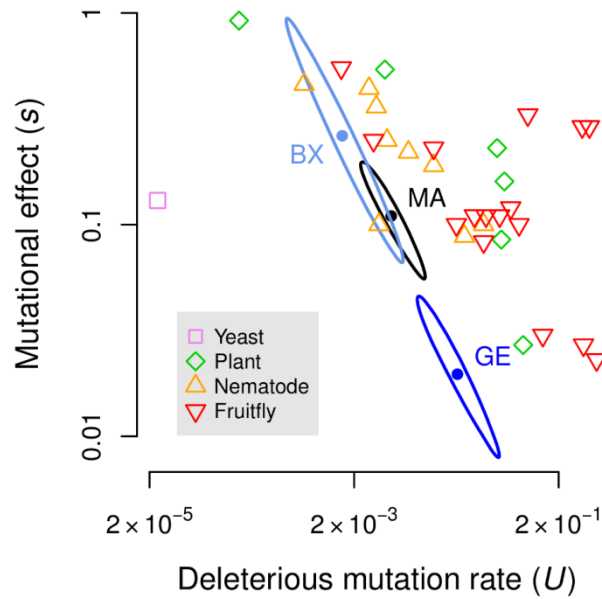 Mutational effect (s)
1
0.1
0.01
BX
MA
GE
Yeast
Plant
Nematode
Fruitfly
2×10⁻⁵ 2×10⁻³ 2×10⁻¹
Deleterious mutation rate (U)